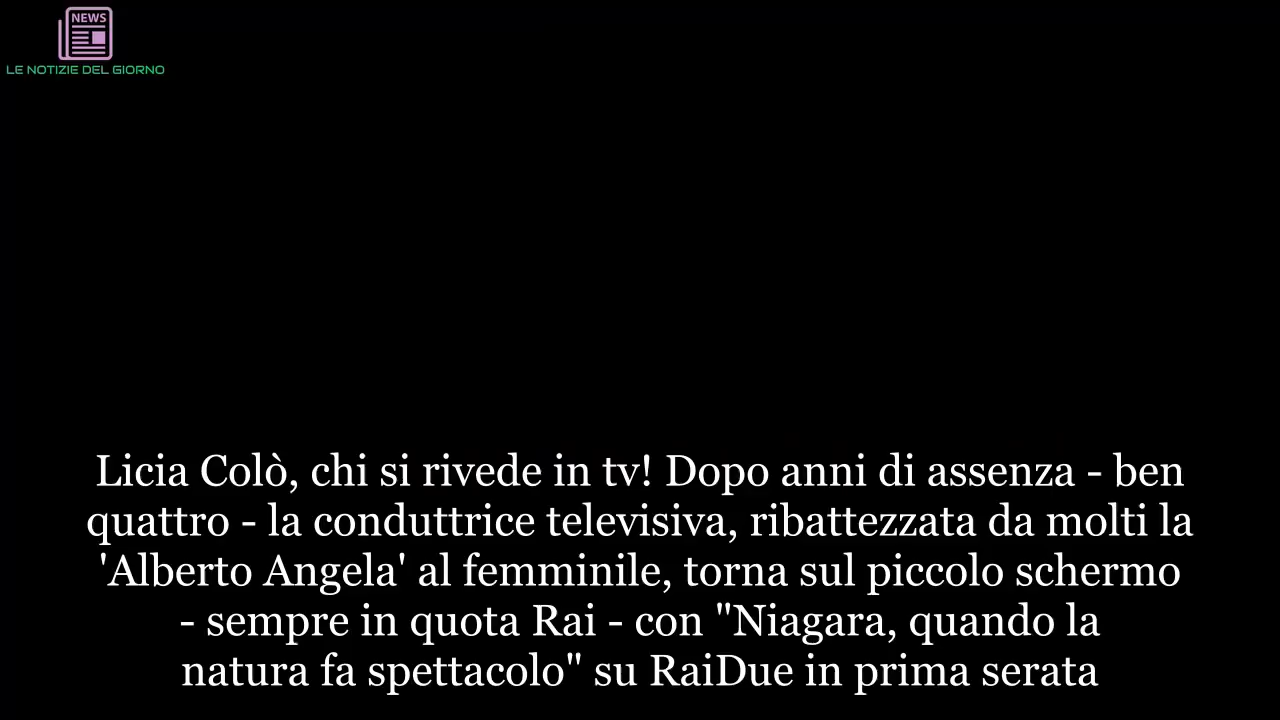 NEWS
LE NOTIZIE DEL GIORNO
Licia Colò, chi si rivede in tv! Dopo anni di assenza - ben
quattro - la conduttrice televisiva, ribattezzata da molti la
'Alberto Angela' al femminile, torna sul piccolo schermo
- sempre in quota Rai - con "Niagara, quando la
natura fa spettacolo" su RaiDue in prima serata